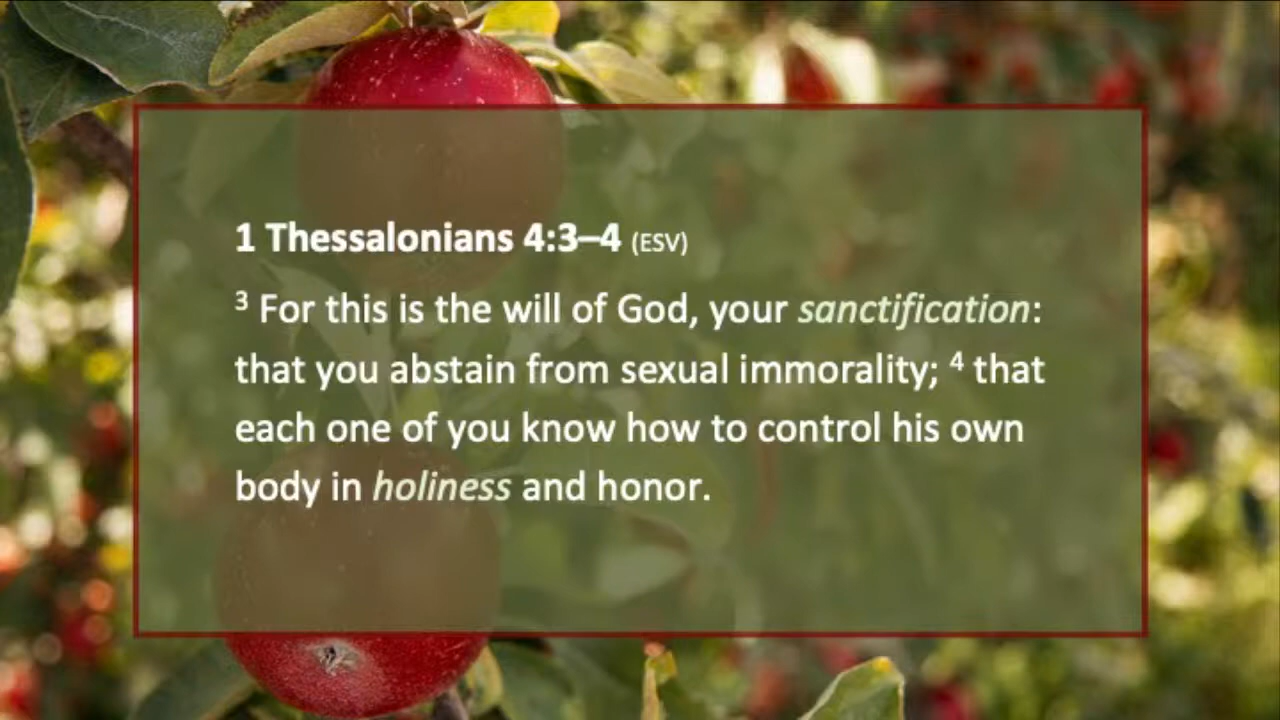 1 Thessalonians 4:3–4 (ESV)
³ For this is the will of God, your sanctification:
that you abstain from sexual immorality; ⁴ that
each one of you know how to control his own
body in holiness and honor.